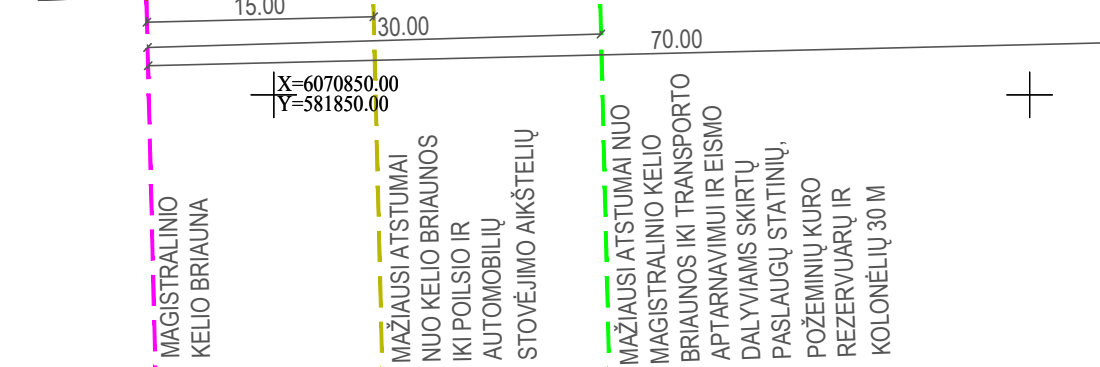 15.00
30.00
70.00
X=6070850.00
Y=581850.00
MAGISTRALINIO
KELIO BRIAUNA
MAŽIAUSI ATSTUMAI
NUO KELIO BRIAUNOS
IKI POILSIO IR
AUTOMOBILIŲ
STOVĖJIMO AIKŠTELIŲ
MAŽIAUSI ATSTUMAI NUO
MAGISTRALINIO KELIO
BRIAUNOS IKI TRANSPORTO
APTARNAVIMUI IR EISMO
DALYVIAMS SKIRTŲ
PASLAUGŲ STATINIŲ,
POŽEMINIŲ KURO
REZERVUARŲ IR
KOLONĖLIŲ 30 M